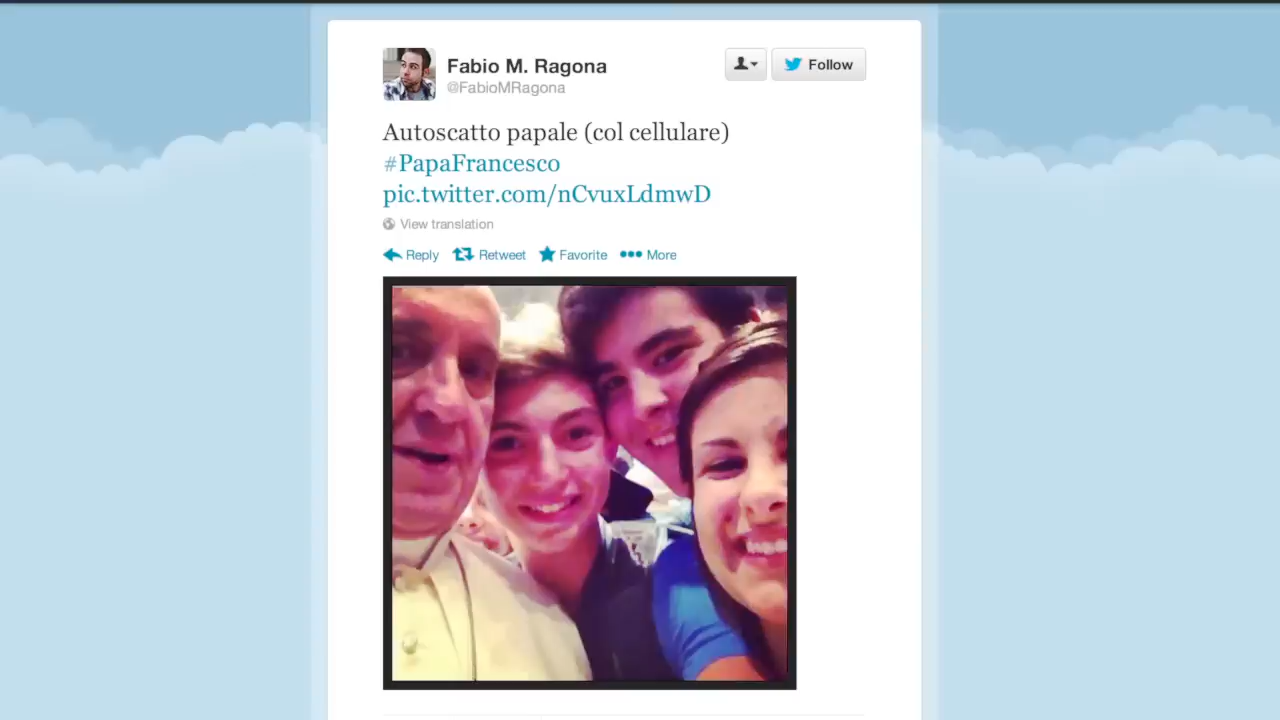 Fabio M. Ragona
@FabioMRagona
Follow
Autoscatto papale (col cellulare)
#PapaFrancesco
pic.twitter.com/nCvuxLdmwD
View translation
Reply Retweet Favorite More